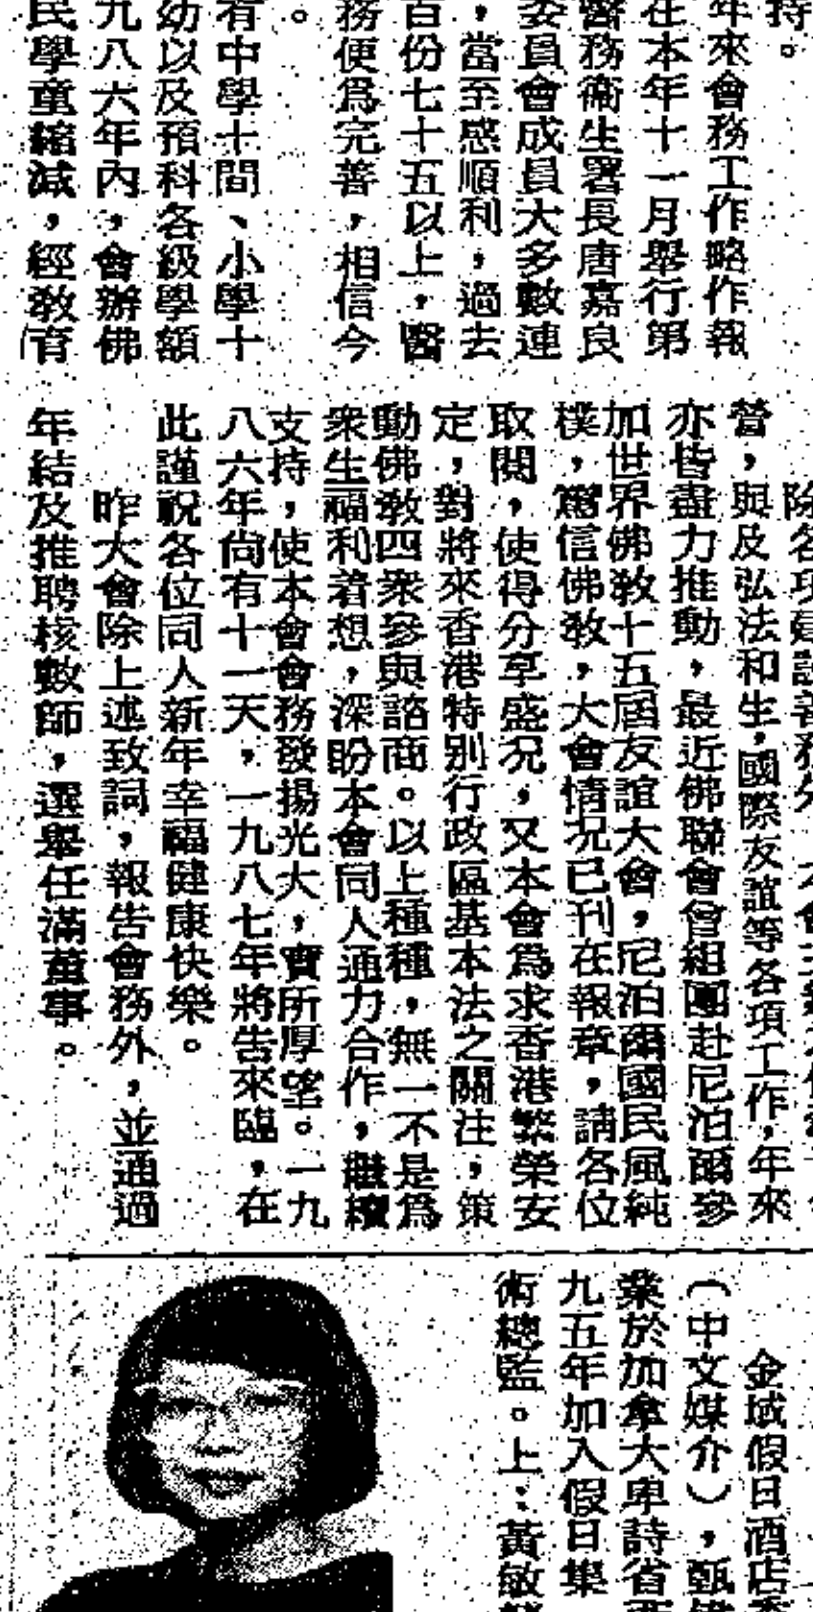 持。
年來會務工作略作報
在本年十一月舉行第
醫務衞生署長唐嘉良
委員會成員大多數連
，當至感順利，過去
百份七十五以上，醫
務便爲完善，相信今
。
有中學十間、小學十
幼以及預科各級學額
九八六年內，會辦佛
民學童縮減，經教育
除各項建設善務外
營，與及弘法和生，國際友誼等各項工作，年來
亦皆盡力推動，最近佛聯會曾組團赴尼泊爾參
加世界佛教十五屆友誼大會，尼泊爾國民風純
樸，篤信佛教，大會情況已刊在報章，請各位
取閱，使得分享盛況，又本會爲求香港繁榮安
定，對將來香港特別行政區基本法之關注，策
動佛教四衆參與諮商。以上種種，無一不是爲
衆生福利着想，深盼本會同人通力合作，繼續
支持，使本會會務發揚光大，實所厚望。一九
八六年尚有十一天，一九八七年將告來臨，在
此謹祝各位同人新年幸福健康快樂。
昨大會除上述致詞，報告會務外，並通過
年結及推聘核數師，選舉任滿董事。
金域假日酒店
（中文媒介），甄
業於加拿大卑詩省
九五年加入假日集
術總監。上：黃敏